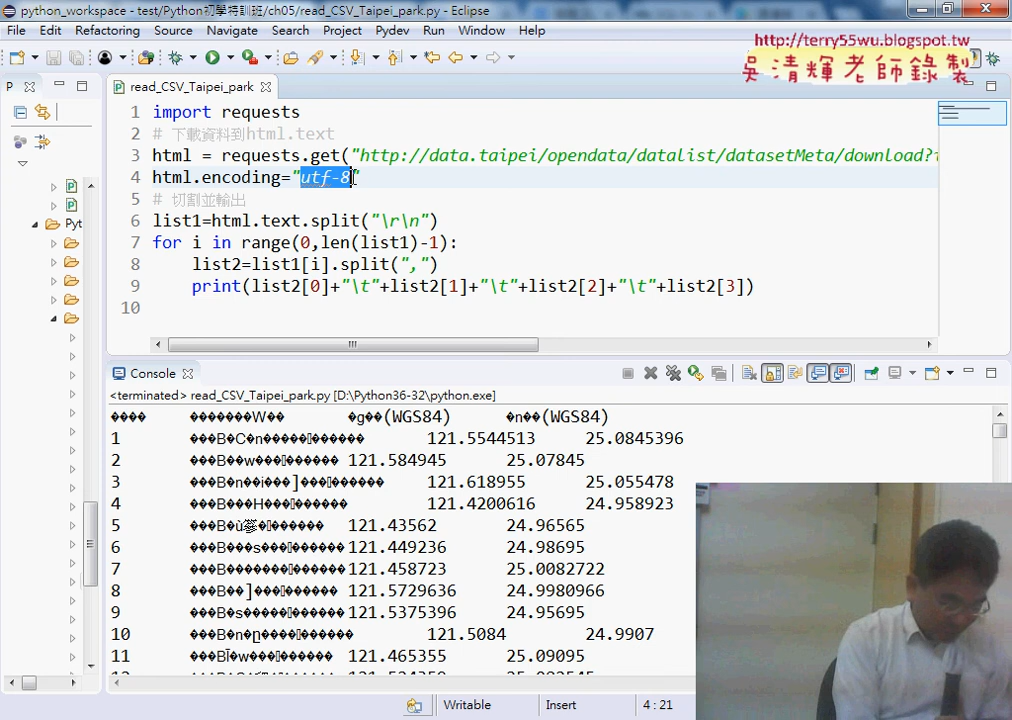 python_workspace - test/Python初學特訓班/ch05/read_CSV_Taipei_park.py - Eclipse
File Edit Refactoring Source Navigate Search Project Pydev Run Window Help
http://terry55wu.blogspot.tw
吳清輝老師錄製
P
read_CSV_Taipei_park
1 import requests
2 # 下載資料到html.text
3 html = requests.get("http://data.taipei/opendata/datalist/datasetMeta/download?
4 html.encoding="utf-8"
5 # 切割並輸出
6 list1=html.text.split("\r\n")
7 for i in range(0,len(list1)-1):
8 list2=list1[i].split(",")
9 print(list2[0]+"\t"+list2[1]+"\t"+list2[2]+"\t"+list2[3])
10
Pyt
Console
<terminated> read_CSV_Taipei_park.py [D:\Python36-32\python.exe]
���� �������W�� �g��(WGS84) �n��(WGS84)
1 121.5544513 25.0845396
2 121.584945 25.07845
3 121.618955 25.055478
4 121.4200616 24.958923
5 121.43562 24.96565
6 121.449236 24.98695
7 121.458723 25.0082722
8 121.5729636 24.9980966
9 121.5375396 24.95695
10 121.5084 24.9907
11 121.465355 25.09095
Writable Insert 4 : 21